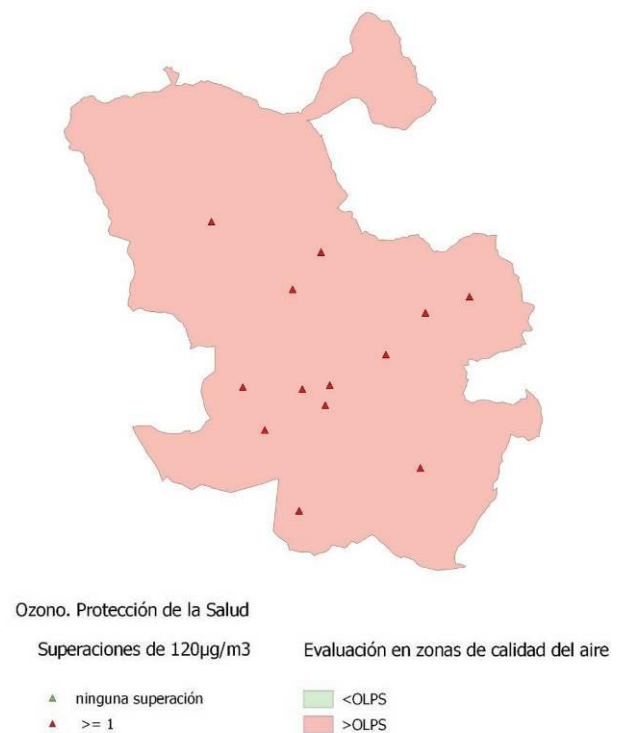 Ozono. Protección de la Salud
Superaciones de 120µg/m3
Evaluación en zonas de calidad del aire
ninguna superación
<OLPS
>= 1
>OLPS